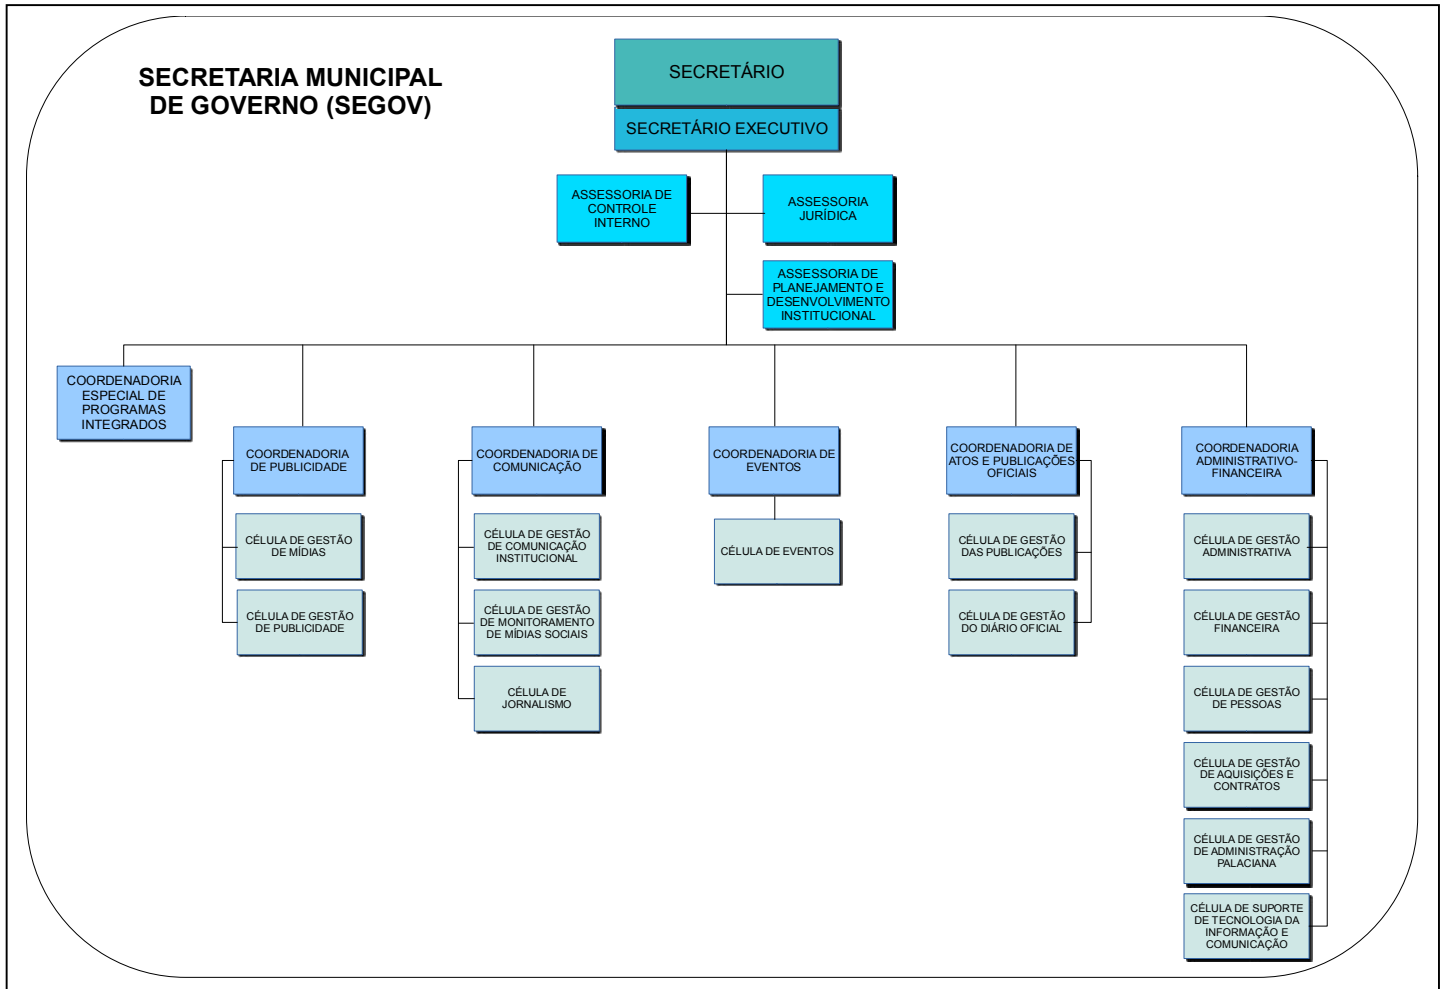 SECRETARIA MUNICIPAL
DE GOVERNO (SEGOV)
SECRETÁRIO
SECRETÁRIO EXECUTIVO
ASSESSORIA DE
CONTROLE
INTERNO
ASSESSORIA
JURÍDICA
ASSESSORIA DE
PLANEJAMENTO E
DESENVOLVIMENTO
INSTITUCIONAL
COORDENADORIA
ESPECIAL DE
PROGRAMAS
INTEGRADOS
COORDENADORIA
DE PUBLICIDADE
CÉLULA DE GESTÃO
DE MÍDIAS
CÉLULA DE GESTÃO
DE PUBLICIDADE
COORDENADORIA DE
COMUNICAÇÃO
CÉLULA DE GESTÃO
DE COMUNICAÇÃO
INSTITUCIONAL
CÉLULA DE GESTÃO
DE MONITORAMENTO
DE MÍDIAS SOCIAIS
CÉLULA DE
JORNALISMO
COORDENADORIA DE
EVENTOS
CÉLULA DE EVENTOS
COORDENADORIA DE
ATOS E PUBLICAÇÕES
OFICIAIS
CÉLULA DE GESTÃO
DAS PUBLICAÇÕES
CÉLULA DE GESTÃO
DO DIÁRIO OFICIAL
COORDENADORIA
ADMINISTRATIVO-
FINANCEIRA
CÉLULA DE GESTÃO
ADMINISTRATIVA
CÉLULA DE GESTÃO
FINANCEIRA
CÉLULA DE GESTÃO
DE PESSOAS
CÉLULA DE GESTÃO
DE AQUISIÇÕES E
CONTRATOS
CÉLULA DE GESTÃO
DE ADMINISTRAÇÃO
PALACIANA
CÉLULA DE SUPORTE
DE TECNOLOGIA DA
INFORMAÇÃO E
COMUNICAÇÃO